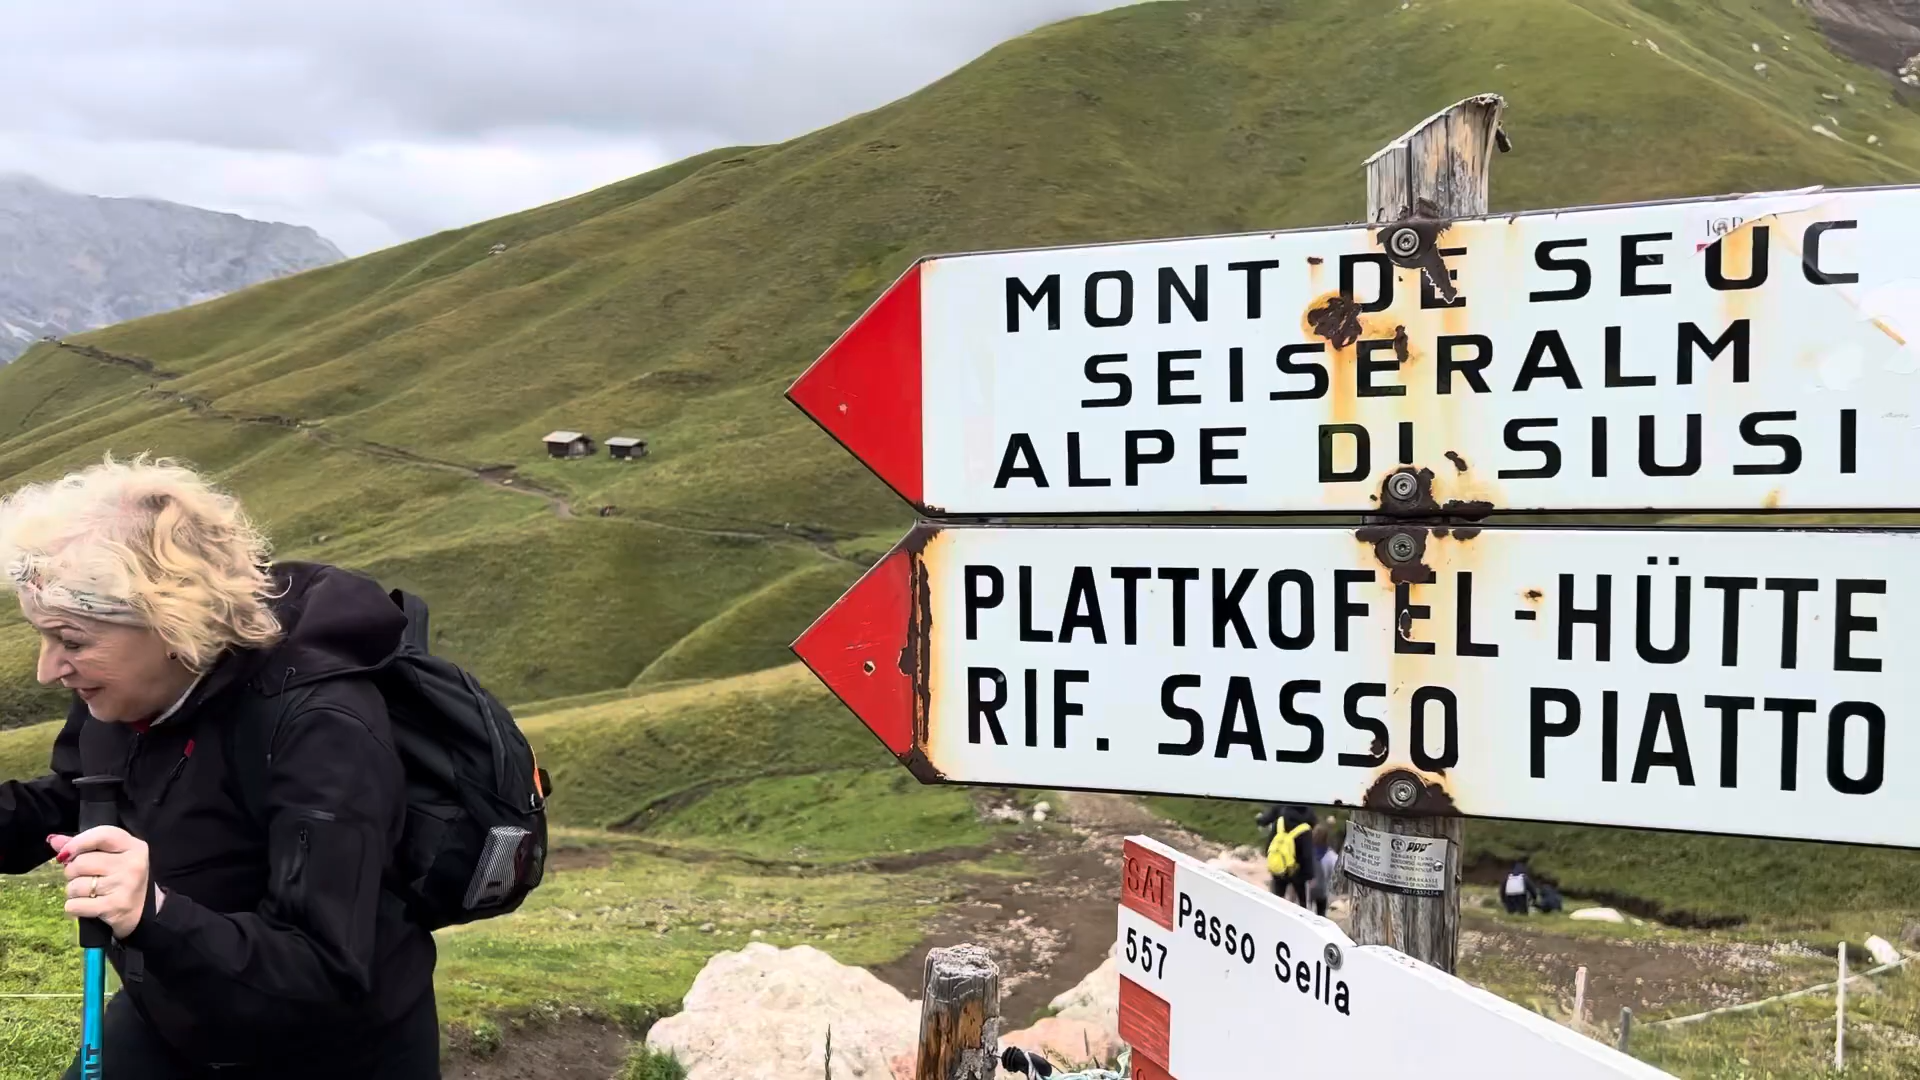 MONT DE SEUC
SEISERALM
ALPE DI SIUSI
PLATTKOFEL-HÜTTE
RIF. SASSO PIATTO
SAT
557
Passo Sella